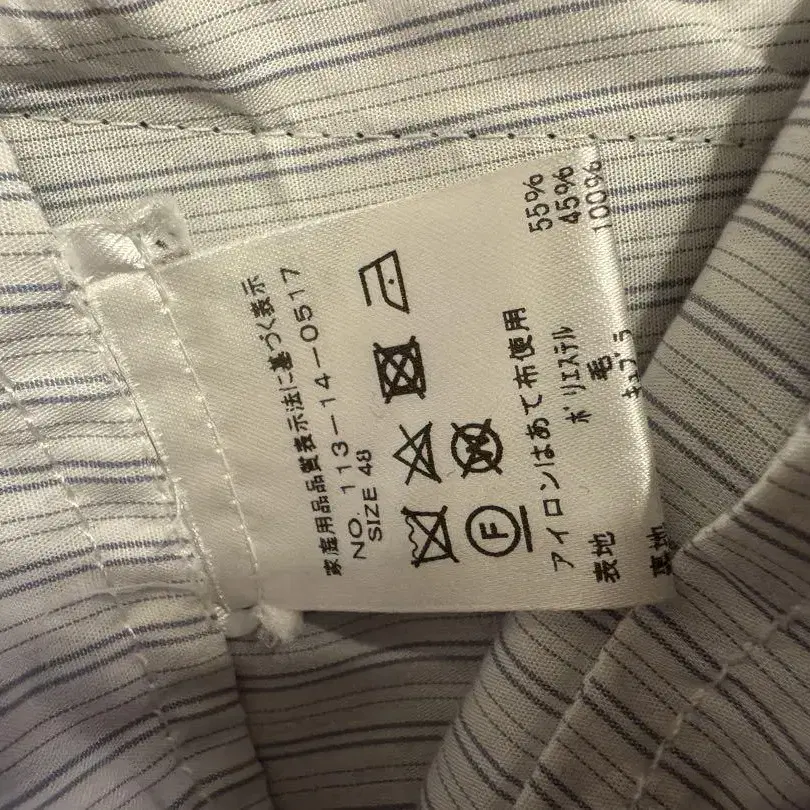 家庭用品品質表示法に基づく表示
NO. 113-14-0517
SIZE 48
F
アイロンはあて布使用
表地 ポリエステル 55%
毛 45%
裏地 キュプラ 100%